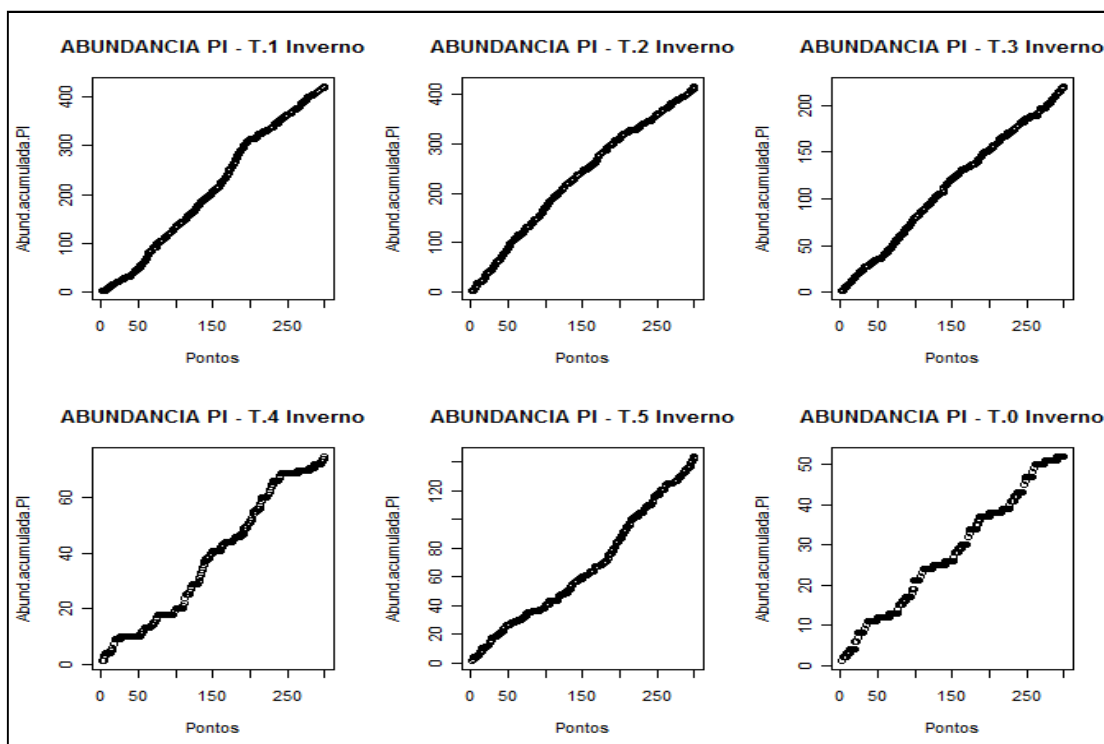 ABUNDANCIA PI - T.1 Inverno
Abund.acumulada.PI
400
300
200
100
0
0 50 150 250
Pontos
ABUNDANCIA PI - T.2 Inverno
Abund.acumulada.PI
400
300
200
100
0
0 50 150 250
Pontos
ABUNDANCIA PI - T.3 Inverno
Abund.acumulada.PI
200
150
100
50
0
0 50 150 250
Pontos
ABUNDANCIA PI - T.4 Inverno
Abund.acumulada.PI
60
40
20
0
0 50 150 250
Pontos
ABUNDANCIA PI - T.5 Inverno
Abund.acumulada.PI
120
80
60
40
20
0
0 50 150 250
Pontos
ABUNDANCIA PI - T.0 Inverno
Abund.acumulada.PI
50
40
30
20
10
0
0 50 150 250
Pontos